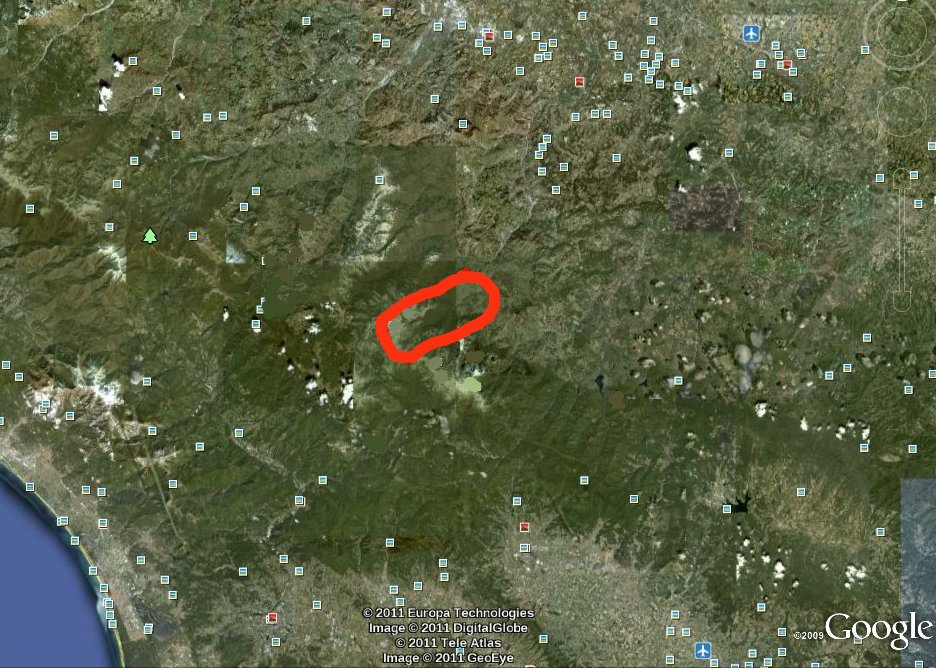 © 2011 Europa Technologies
Image © 2011 DigitalGlobe
© 2011 Tele Atlas
Image © 2011 GeoEye
©2009 Google